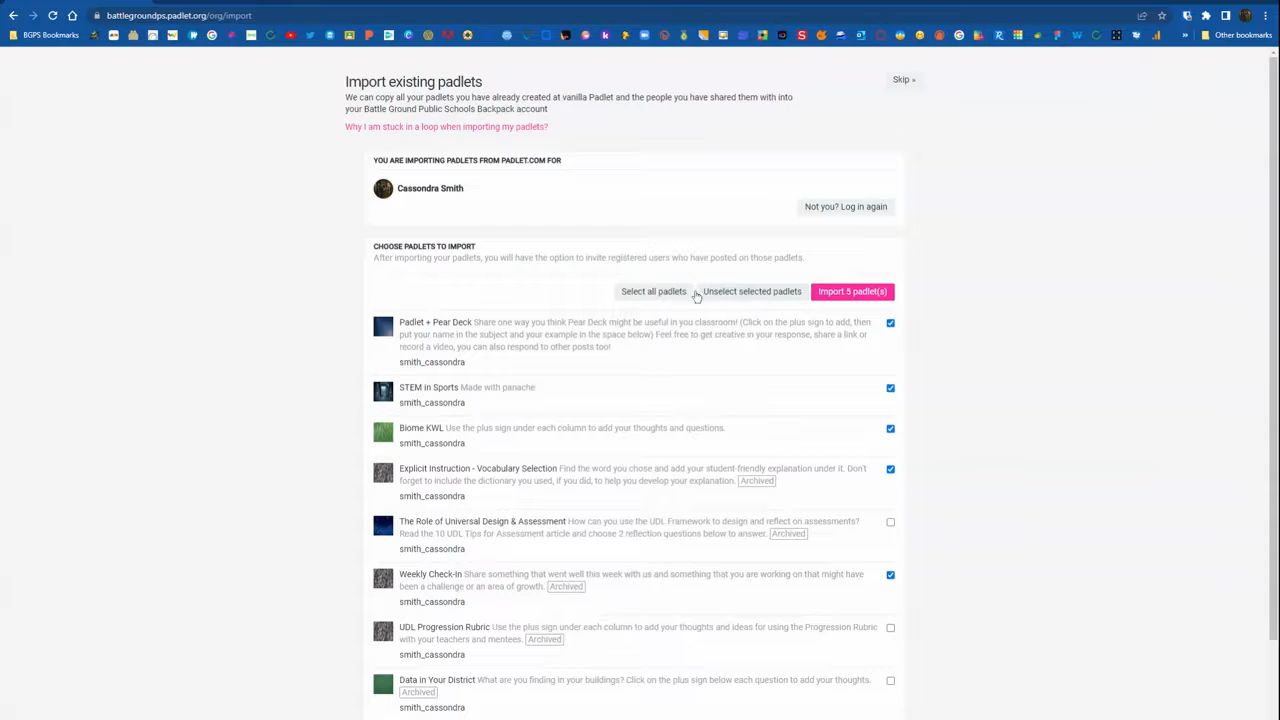 battlegroundps.padlet.org/org/import
BGPS Bookmarks
» Other bookmarks
Import existing padlets
Skip »
We can copy all your padlets you have already created at vanilla Padlet and the people you have shared them with into
your Battle Ground Public Schools Backpack account
Why I am stuck in a loop when importing my padlets?
YOU ARE IMPORTING PADLETS FROM PADLET.COM FOR
Cassondra Smith
Not you? Log in again
CHOOSE PADLETS TO IMPORT
After importing your padlets, you will have the option to invite registered users who have posted on those padlets.
Select all padlets Unselect selected padlets Import 5 padlet(s)
Padlet + Pear Deck Share one way you think Pear Deck might be useful in you classroom! (Click on the plus sign to add, then
put your name in the subject and your example in the space below) Feel free to get creative in your response, share a link or
record a video, you can also respond to other posts too!
smith_cassondra
STEM in Sports Made with panache
smith_cassondra
Biome KWL Use the plus sign under each column to add your thoughts and questions.
smith_cassondra
Explicit Instruction - Vocabulary Selection Find the word you chose and add your student-friendly explanation under it. Don't
forget to include the dictionary you used, if you did, to help you develop your explanation. Archived
smith_cassondra
The Role of Universal Design & Assessment How can you use the UDL Framework to design and reflect on assessments?
Read the 10 UDL Tips for Assessment article and choose 2 reflection questions below to answer. Archived
smith_cassondra
Weekly Check-In Share something that went well this week with us and something that you are working on that might have
been a challenge or an area of growth. Archived
smith_cassondra
UDL Progression Rubric Use the plus sign under each column to add your thoughts and ideas for using the Progression Rubric
with your teachers and mentees. Archived
smith_cassondra
Data in Your District What are you finding in your buildings? Click on the plus sign below each question to add your thoughts.
Archived
smith_cassondra